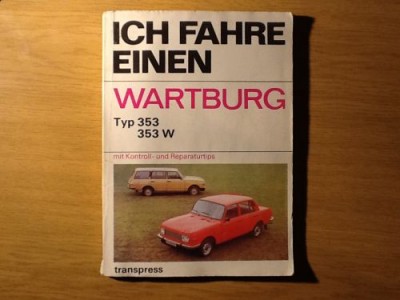 ICH FAHRE
EINEN
WARTBURG
Typ 353
353 W
mit Kontroll- und Reparaturtips
transpress